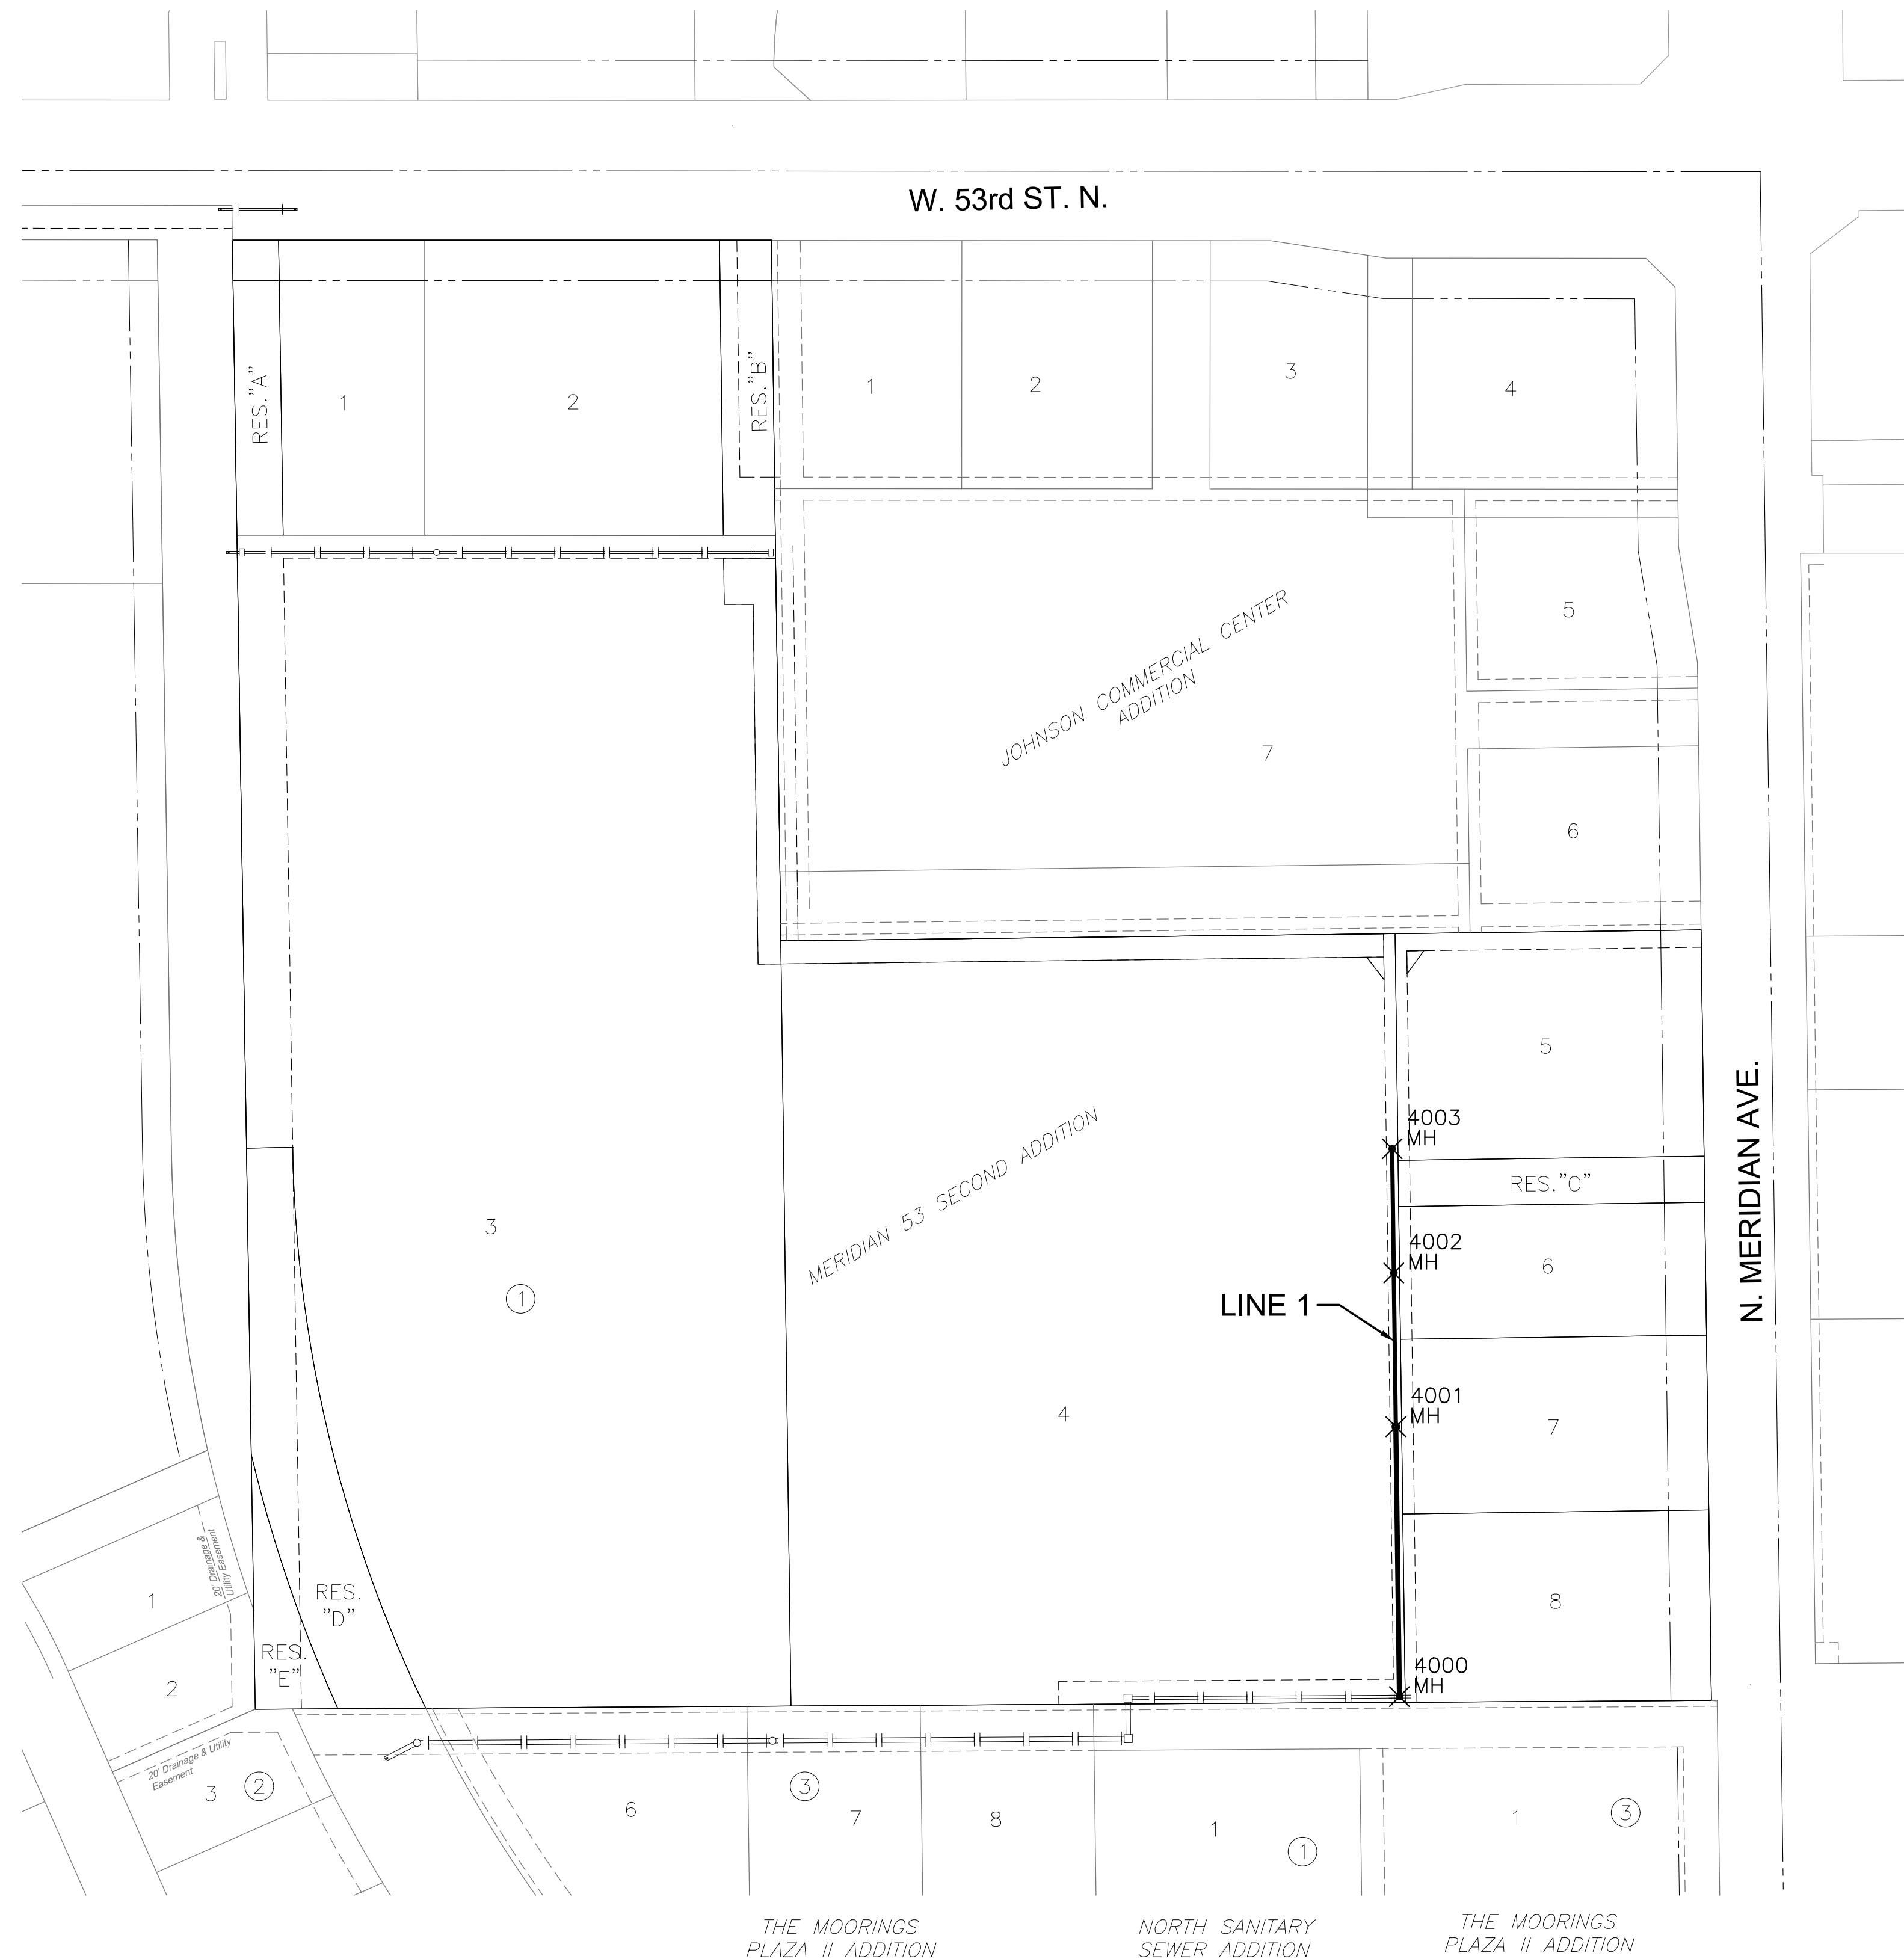 W. 53rd ST. N.
RES."A"
1
2
RES."B"
1
2
3
4
5
JOHNSON COMMERCIAL CENTER
ADDITION
7
6
5
N. MERIDIAN AVE.
4003
MH
MERIDIAN 53 SECOND ADDITION
RES."C"
3
4002
MH
6
1
LINE 1
4001
MH
4
7
20' Drainage &
Utility Easement
1
RES.
"D"
8
RES.
"E"
4000
MH
2
20' Drainage & Utility
Easement
3
2
6
3
7
8
1
1
1
3
THE MOORINGS
PLAZA II ADDITION
NORTH SANITARY
SEWER ADDITION
THE MOORINGS
PLAZA II ADDITION